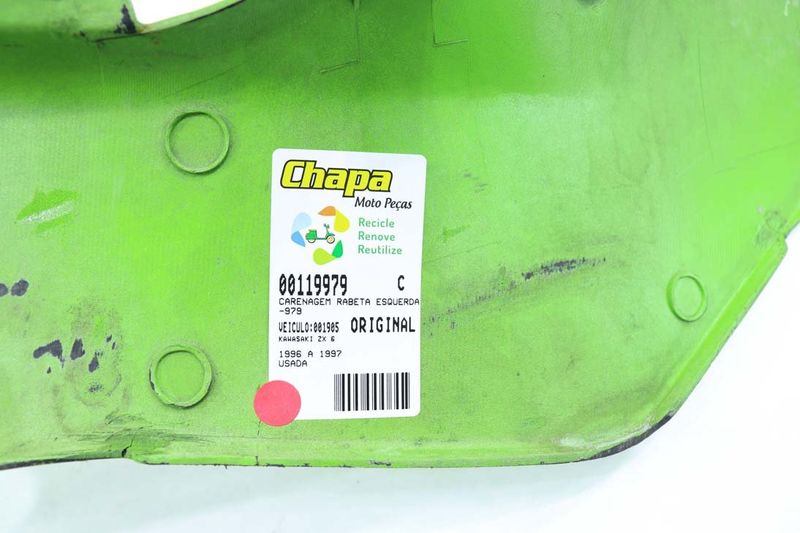 Chapa
Moto Peças
Recicle
Renove
Reutilize
00119979 C
CARENAGEM RABETA ESQUERDA
-979
VEICULO:001905 ORIGINAL
KAWASAKI ZX 6
1996 A 1997
USADA